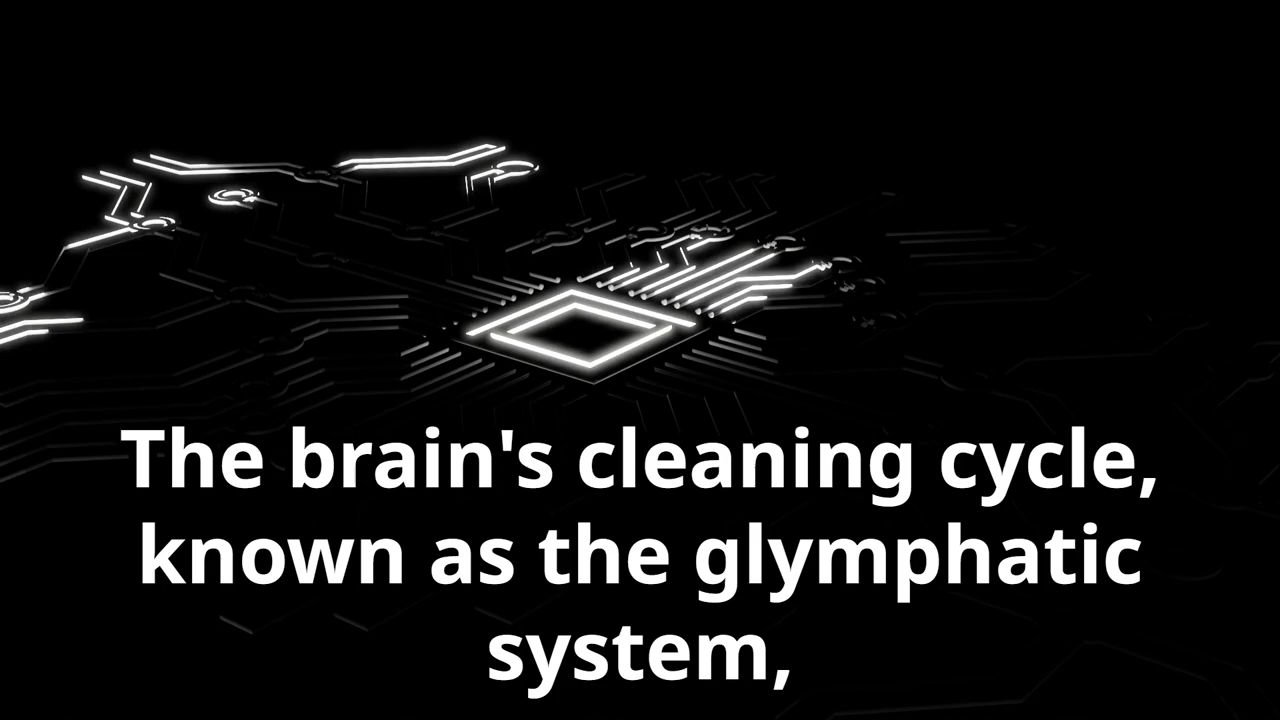 The brain's cleaning cycle,
known as the glymphatic
system,